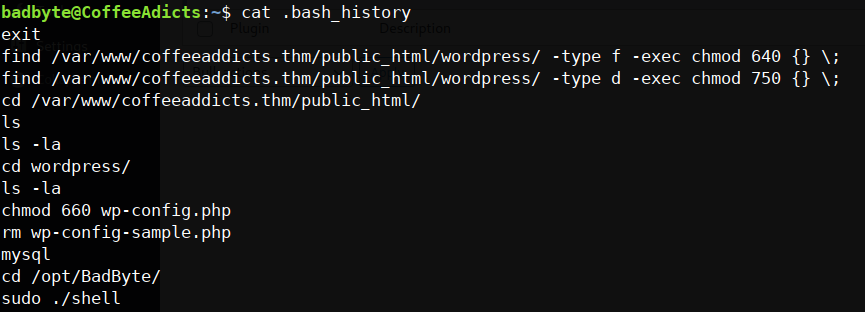 badbyte@CoffeeAdicts:~$ cat .bash_history
exit
find /var/www/coffeeaddicts.thm/public_html/wordpress/ -type f -exec chmod 640 {} \;
find /var/www/coffeeaddicts.thm/public_html/wordpress/ -type d -exec chmod 750 {} \;
cd /var/www/coffeeaddicts.thm/public_html/
ls
ls -la
cd wordpress/
ls -la
chmod 660 wp-config.php
rm wp-config-sample.php
mysql
cd /opt/BadByte/
sudo ./shell
Plugin
Description